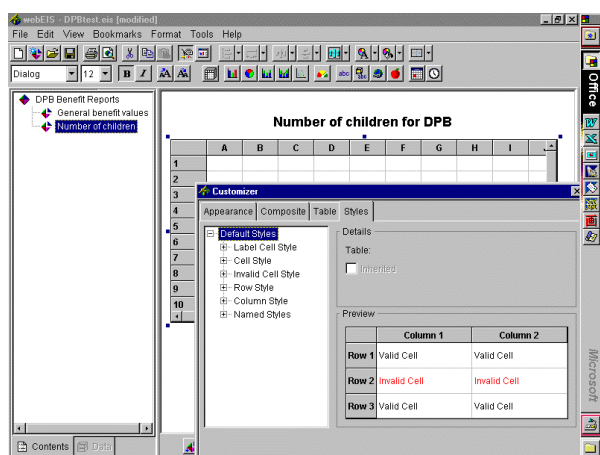 webEIS - DPBtest.eis [modified]
File Edit View Bookmarks Format Tools Help
Dialog 12 B I A A abc
DPB Benefit Reports
General benefit values
Number of children
Number of children for DPB
A B C D E F G H I
1
2
3
4
5
6
7
8
9
10
Customizer
Appearance Composite Table Styles
Default Styles
Label Cell Style
Cell Style
Invalid Cell Style
Row Style
Column Style
Named Styles
Details
Table:
Inherited
Preview
Column 1 Column 2
Row 1 Valid Cell Valid Cell
Row 2 Invalid Cell Invalid Cell
Row 3 Valid Cell Valid Cell
Contents Data
Office
Microsoft